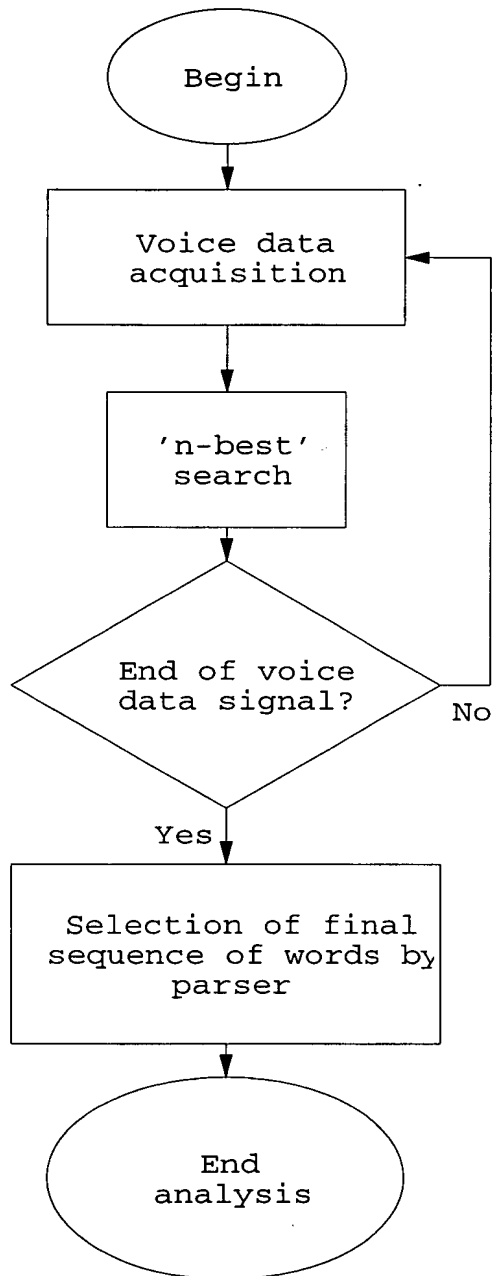 Begin
Voice data
acquisition
'n-best'
search
End of voice
data signal?
No
Yes
Selection of final
sequence of words by
parser
End
analysis